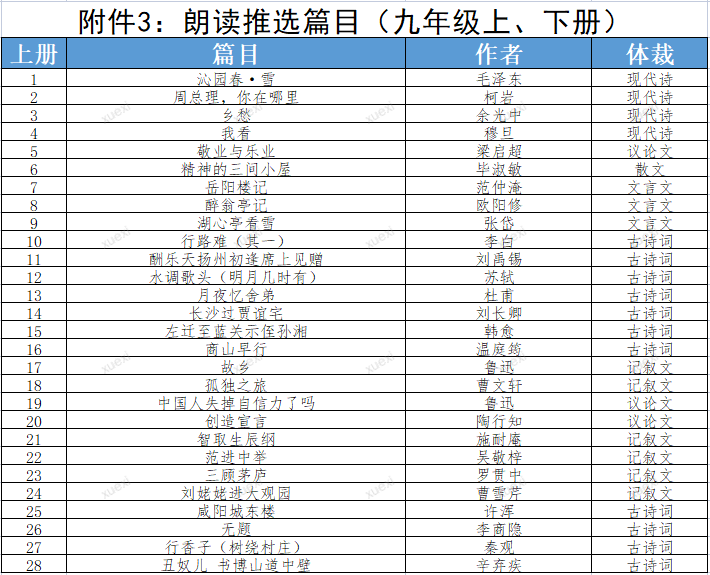 附件3：朗读推选篇目（九年级上、下册）
上册 篇目 作者 体裁
1 沁园春·雪 毛泽东 现代诗
2 周总理，你在哪里 柯岩 现代诗
3 乡愁 余光中 现代诗
4 我看 穆旦 现代诗
5 敬业与乐业 梁启超 议论文
6 精神的三间小屋 毕淑敏 散文
7 岳阳楼记 范仲淹 文言文
8 醉翁亭记 欧阳修 文言文
9 湖心亭看雪 张岱 文言文
10 行路难（其一） 李白 古诗词
11 酬乐天扬州初逢席上见赠 刘禹锡 古诗词
12 水调歌头（明月几时有） 苏轼 古诗词
13 月夜忆舍弟 杜甫 古诗词
14 长沙过贾谊宅 刘长卿 古诗词
15 左迁至蓝关示侄孙湘 韩愈 古诗词
16 商山早行 温庭筠 古诗词
17 故乡 鲁迅 记叙文
18 孤独之旅 曹文轩 记叙文
19 中国人失掉自信力了吗 鲁迅 议论文
20 创造宣言 陶行知 议论文
21 智取生辰纲 施耐庵 记叙文
22 范进中举 吴敬梓 记叙文
23 三顾茅庐 罗贯中 记叙文
24 刘姥姥进大观园 曹雪芹 记叙文
25 咸阳城东楼 许浑 古诗词
26 无题 李商隐 古诗词
27 行香子（树绕村庄） 秦观 古诗词
28 丑奴儿 书博山道中壁 辛弃疾 古诗词